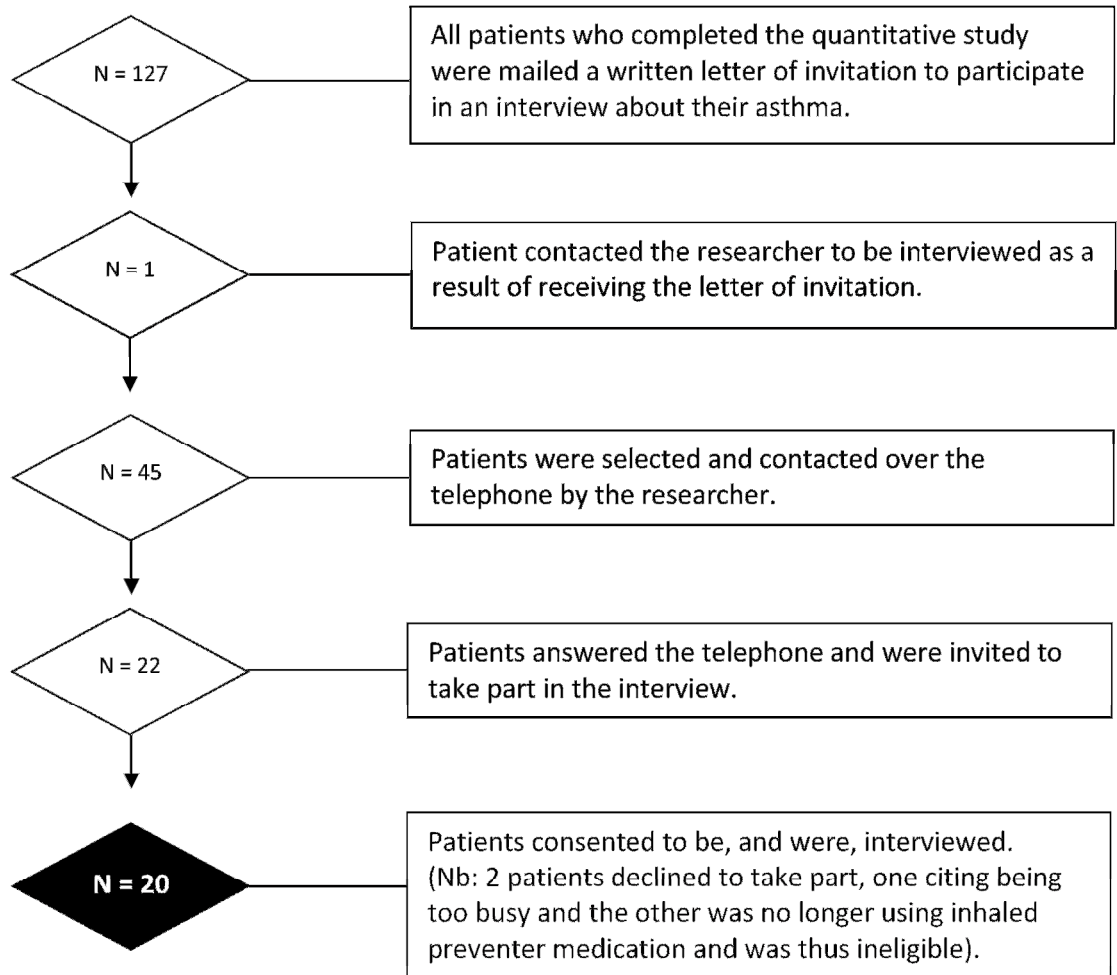 N = 127
All patients who completed the quantitative study
were mailed a written letter of invitation to participate
in an interview about their asthma.
N = 1
Patient contacted the researcher to be interviewed as a
result of receiving the letter of invitation.
N = 45
Patients were selected and contacted over the
telephone by the researcher.
N = 22
Patients answered the telephone and were invited to
take part in the interview.
N = 20
Patients consented to be, and were, interviewed.
(Nb: 2 patients declined to take part, one citing being
too busy and the other was no longer using inhaled
preventer medication and was thus ineligible).